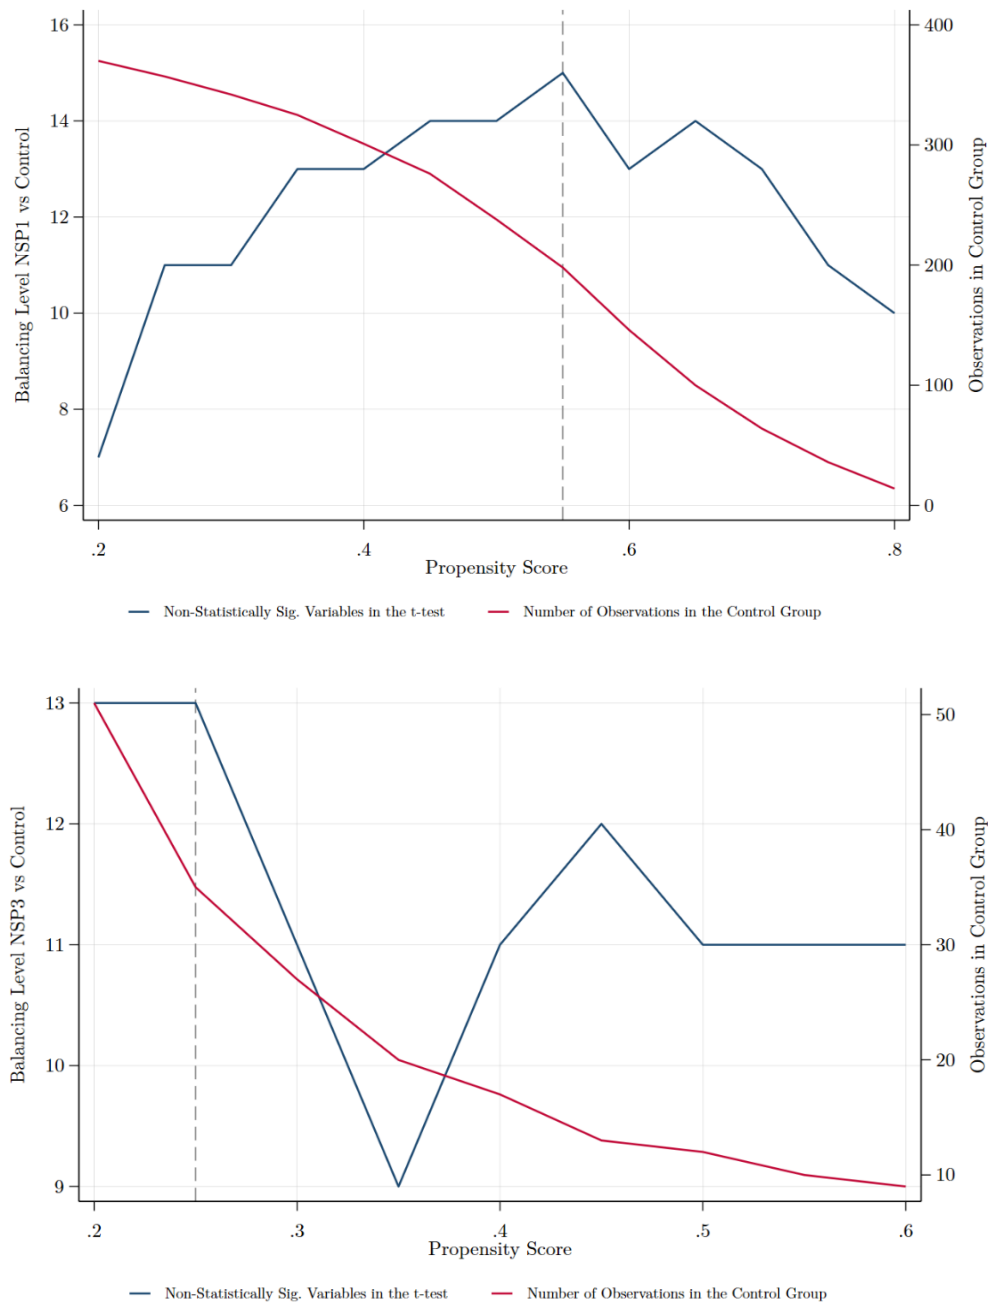 16
14
12
10
8
6
Balancing Level NSP1 vs Control
400
300
200
100
0
Observations in Control Group
.2 .4 .6 .8
Propensity Score
Non-Statistically Sig. Variables in the t-test Number of Observations in the Control Group
13
12
11
10
9
Balancing Level NSP3 vs Control
50
40
30
20
10
Observations in Control Group
.2 .3 .4 .5 .6
Propensity Score
Non-Statistically Sig. Variables in the t-test Number of Observations in the Control Group